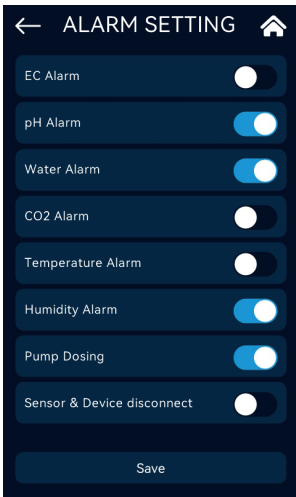 ALARM SETTING
EC Alarm
pH Alarm
Water Alarm
CO2 Alarm
Temperature Alarm
Humidity Alarm
Pump Dosing
Sensor & Device disconnect
Save